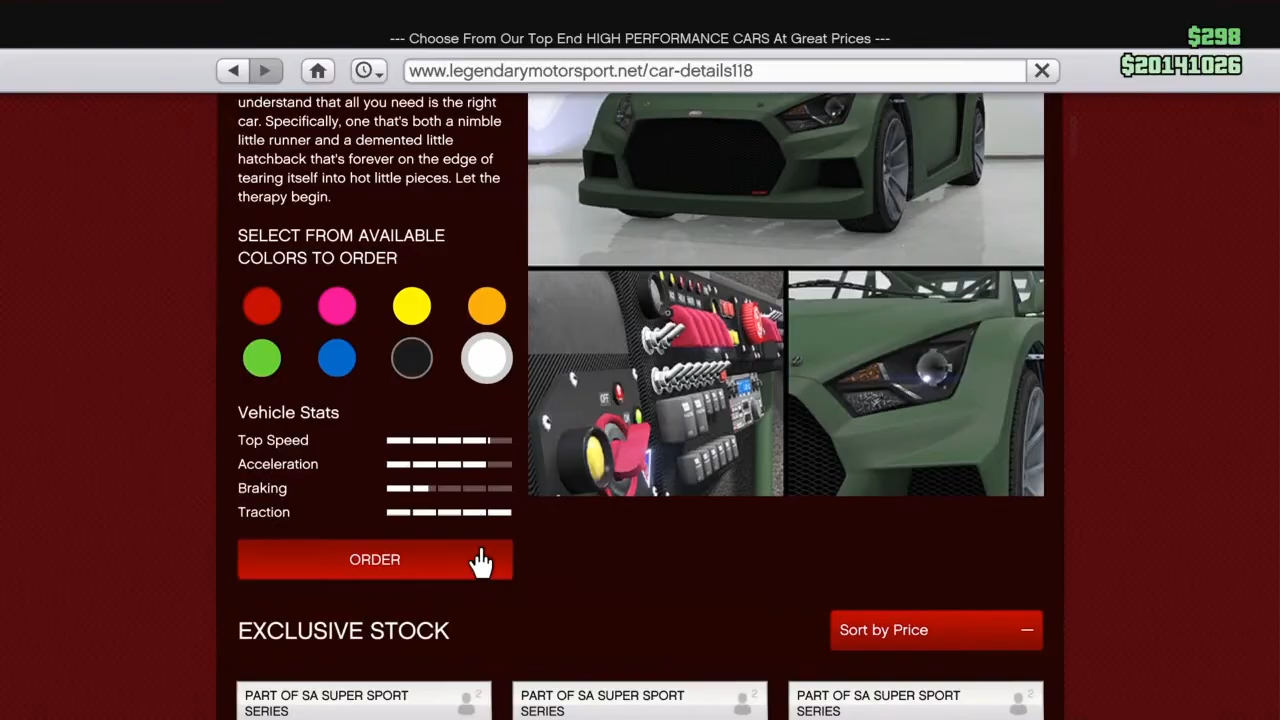 --- Choose From Our Top End HIGH PERFORMANCE CARS At Great Prices ---
$298
www.legendarymotorsport.net/car-details118
$20141026
understand that all you need is the right
car. Specifically, one that's both a nimble
little runner and a demented little
hatchback that's forever on the edge of
tearing itself into hot little pieces. Let the
therapy begin.
SELECT FROM AVAILABLE
COLORS TO ORDER
Vehicle Stats
Top Speed
Acceleration
Braking
Traction
OFF
ORDER
EXCLUSIVE STOCK
Sort by Price
PART OF SA SUPER SPORT
SERIES
2
PART OF SA SUPER SPORT
SERIES
2
PART OF SA SUPER SPORT
SERIES
2